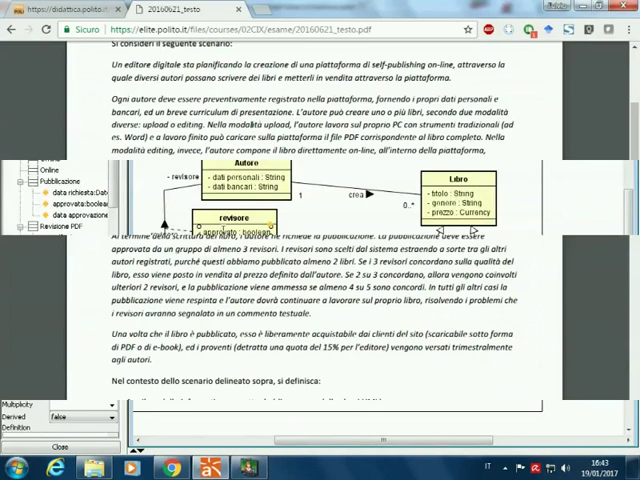 https://didattica.polito.it/
20160621_testo
Sicuro
https://elite.polito.it/files/courses/02CIX/esame/20160621_testo.pdf
Si consideri il seguente scenario:
Un editore digitale sta pianificando la creazione di una piattaforma di self-publishing on-line, attraverso la
quale diversi autori possano scrivere dei libri e metterli in vendita attraverso la piattaforma.
Ogni autore deve essere preventivamente registrato nella piattaforma, fornendo i propri dati personali e
bancari, ed un breve curriculum di presentazione. L'autore può creare uno o più libri, secondo due modalità
diverse: upload o editing. Nella modalità upload, l'autore lavora sul proprio PC con strumenti tradizionali (ad
es. Word) e a lavoro finito può caricare sulla piattaforma il file PDF corrispondente al libro completo. Nella
modalità editing, invece, l'autore compone il libro direttamente on-line, all'interno della piattaforma,
Online
Pubblicazione
data richiesta:Dat
approvata:boolean
data approvazione
Revisione PDF
Autore
- dati personali : String
- dati bancari : String
- revisore
1
crea
0..*
Libro
- titolo : String
- genere : String
- prezzo : Currency
revisore
- approvato : boolean
Al termine della scrittura del libro, l'autore ne richiede la pubblicazione. La pubblicazione deve essere
approvata da un gruppo di almeno 3 revisori. I revisori sono scelti dal sistema estraendo a sorte tra gli altri
autori registrati, purché questi abbiamo pubblicato almeno 2 libri. Se i 3 revisori concordano sulla qualità del
libro, esso viene posto in vendita al prezzo definito dall'autore. Se 2 su 3 concordano, allora vengono coinvolti
ulteriori 2 revisori, e la pubblicazione viene ammessa se almeno 4 su 5 sono concordi. In tutti gli altri casi la
pubblicazione viene respinta e l'autore dovrà continuare a lavorare sul proprio libro, risolvendo i problemi che
i revisori avranno segnalato in un commento testuale.
Una volta che il libro è pubblicato, esso è liberamente acquistabile dai clienti del sito (scaricabile sotto forma
di PDF o di e-book), ed i proventi (detratta una quota del 15% per l'editore) vengono versati trimestralmente
agli autori.
Nel contesto dello scenario delineato sopra, si definisca:
Multiplicity
Derived
false
Definition
Close
IT
16:43
19/01/2017